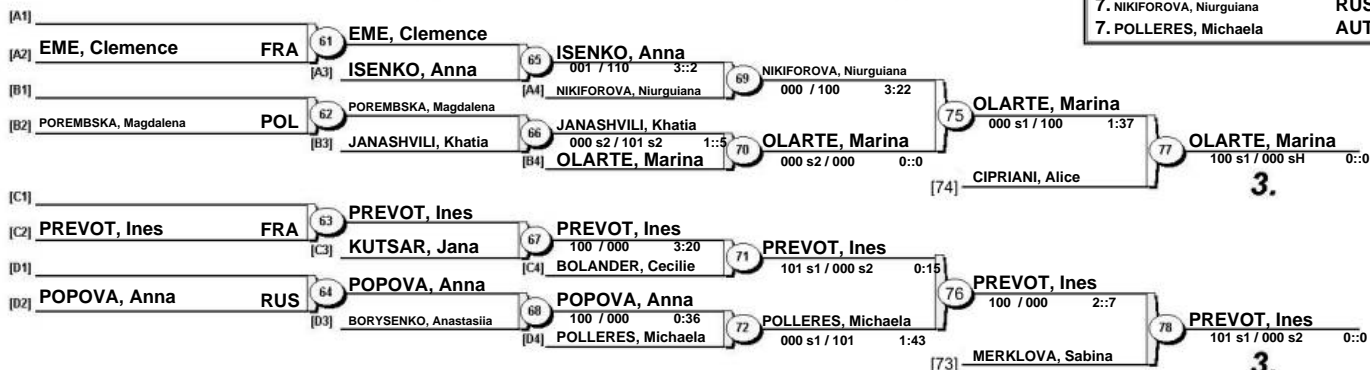 7. NIKIFOROVA, Niurguiana RUS
7. POLLERES, Michaela AUT
[A1]
[A2] EME, Clemence FRA
61 EME, Clemence
[A3] ISENKO, Anna
65 ISENKO, Anna
001 / 110 3::2
[A4] NIKIFOROVA, Niurguiana
69 NIKIFOROVA, Niurguiana
000 / 100 3:22
[B1]
[B2] POREMBSKA, Magdalena POL
62 POREMBSKA, Magdalena
[B3] JANASHVILI, Khatia
66 JANASHVILI, Khatia
000 s2 / 101 s2 1::5
[B4] OLARTE, Marina
70 OLARTE, Marina
000 s2 / 000 0::0
75 OLARTE, Marina
000 s1 / 100 1:37
[74] CIPRIANI, Alice
77 OLARTE, Marina
100 s1 / 000 sH 0::0
3.
[C1]
[C2] PREVOT, Ines FRA
63 PREVOT, Ines
[C3] KUTSAR, Jana
67 PREVOT, Ines
100 / 000 3:20
[C4] BOLANDER, Cecilie
71 PREVOT, Ines
101 s1 / 000 s2 0:15
[D1]
[D2] POPOVA, Anna RUS
64 POPOVA, Anna
[D3] BORYSENKO, Anastasiia
68 POPOVA, Anna
100 / 000 0:36
[D4] POLLERES, Michaela
72 POLLERES, Michaela
000 s1 / 101 1:43
76 PREVOT, Ines
100 / 000 2::7
[73] MERKLOVA, Sabina
78 PREVOT, Ines
101 s1 / 000 s2 0::0
3.